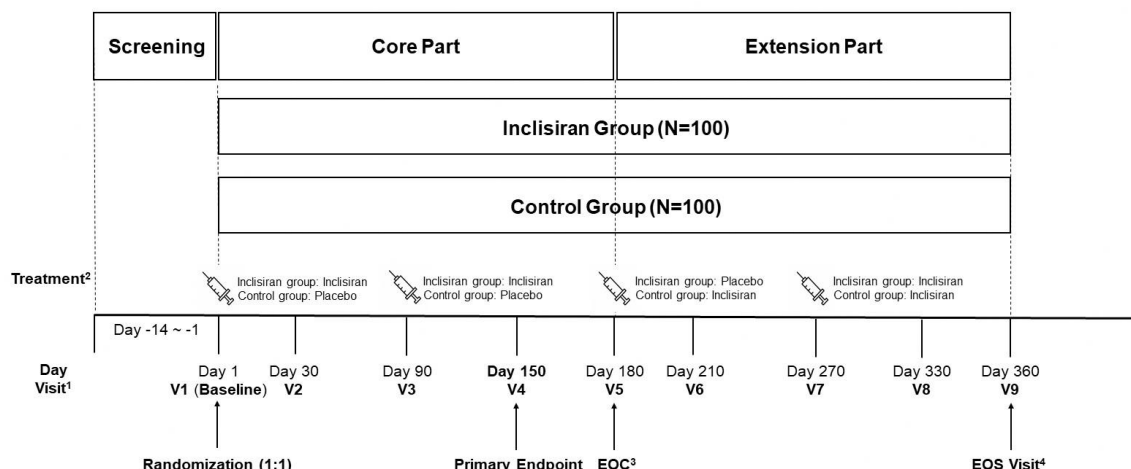 Screening
Core Part
Extension Part
Inclisiran Group (N=100)
Control Group (N=100)
Treatment²
Inclisiran group: Inclisiran
Control group: Placebo
Inclisiran group: Inclisiran
Control group: Placebo
Inclisiran group: Placebo
Control group: Inclisiran
Inclisiran group: Inclisiran
Control group: Inclisiran
Day -14 ~ -1
Day
Visit¹
Day 1
V1 (Baseline)
Day 30
V2
Day 90
V3
Day 150
V4
Day 180
V5
Day 210
V6
Day 270
V7
Day 330
V8
Day 360
V9
Randomization (1:1)
Primary Endpoint
EOC³
EOS Visit⁴